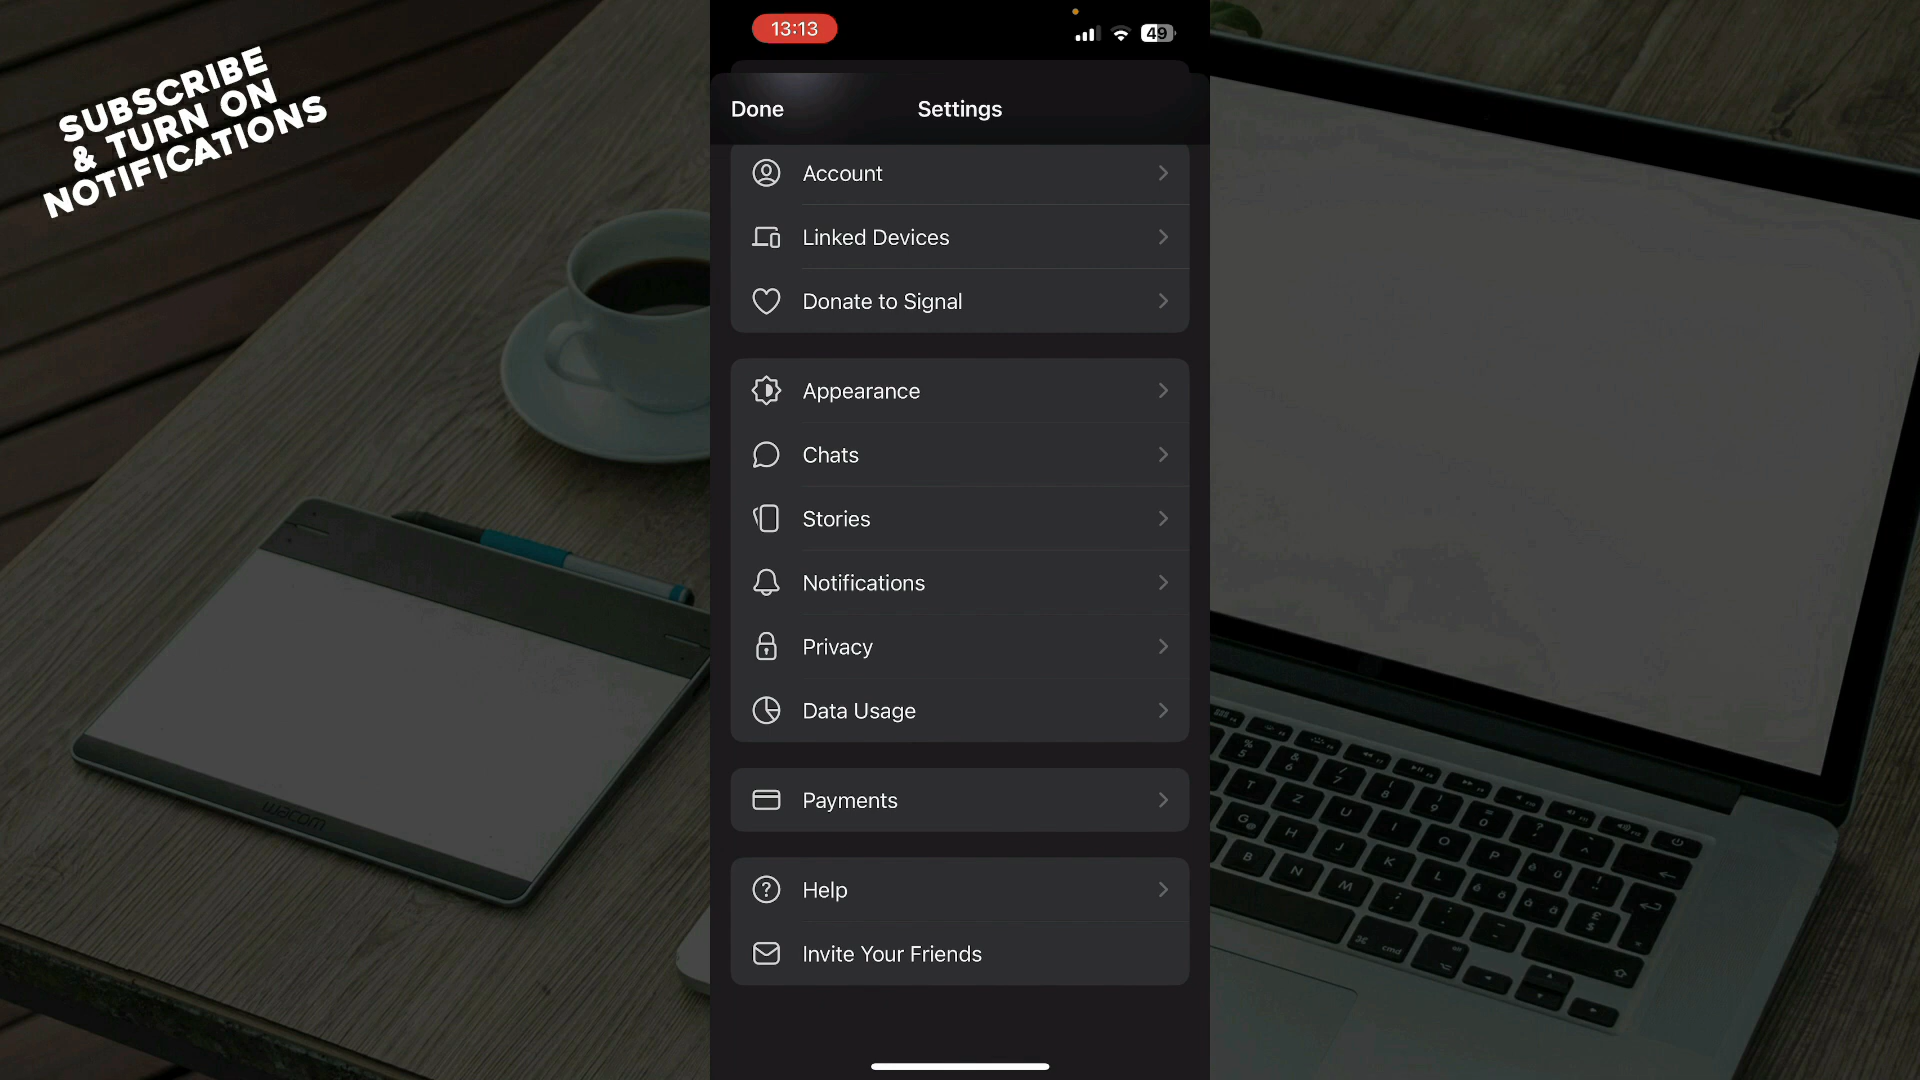 SUBSCRIBE
& TURN ON
NOTIFICATIONS
13:13
49
Done
Settings
Account
Linked Devices
Donate to Signal
Appearance
Chats
Stories
Notifications
Privacy
Data Usage
Payments
Help
Invite Your Friends
wacom